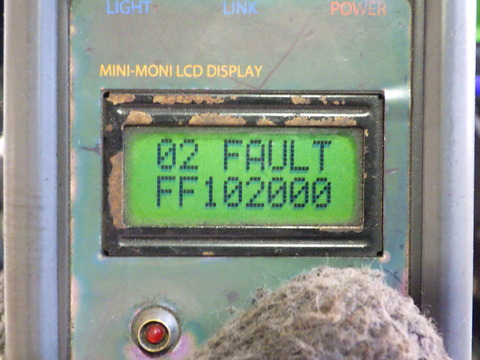 LIGHT LINK POWER
MINI-MONI LCD DISPLAY
02 FAULT
FF102000